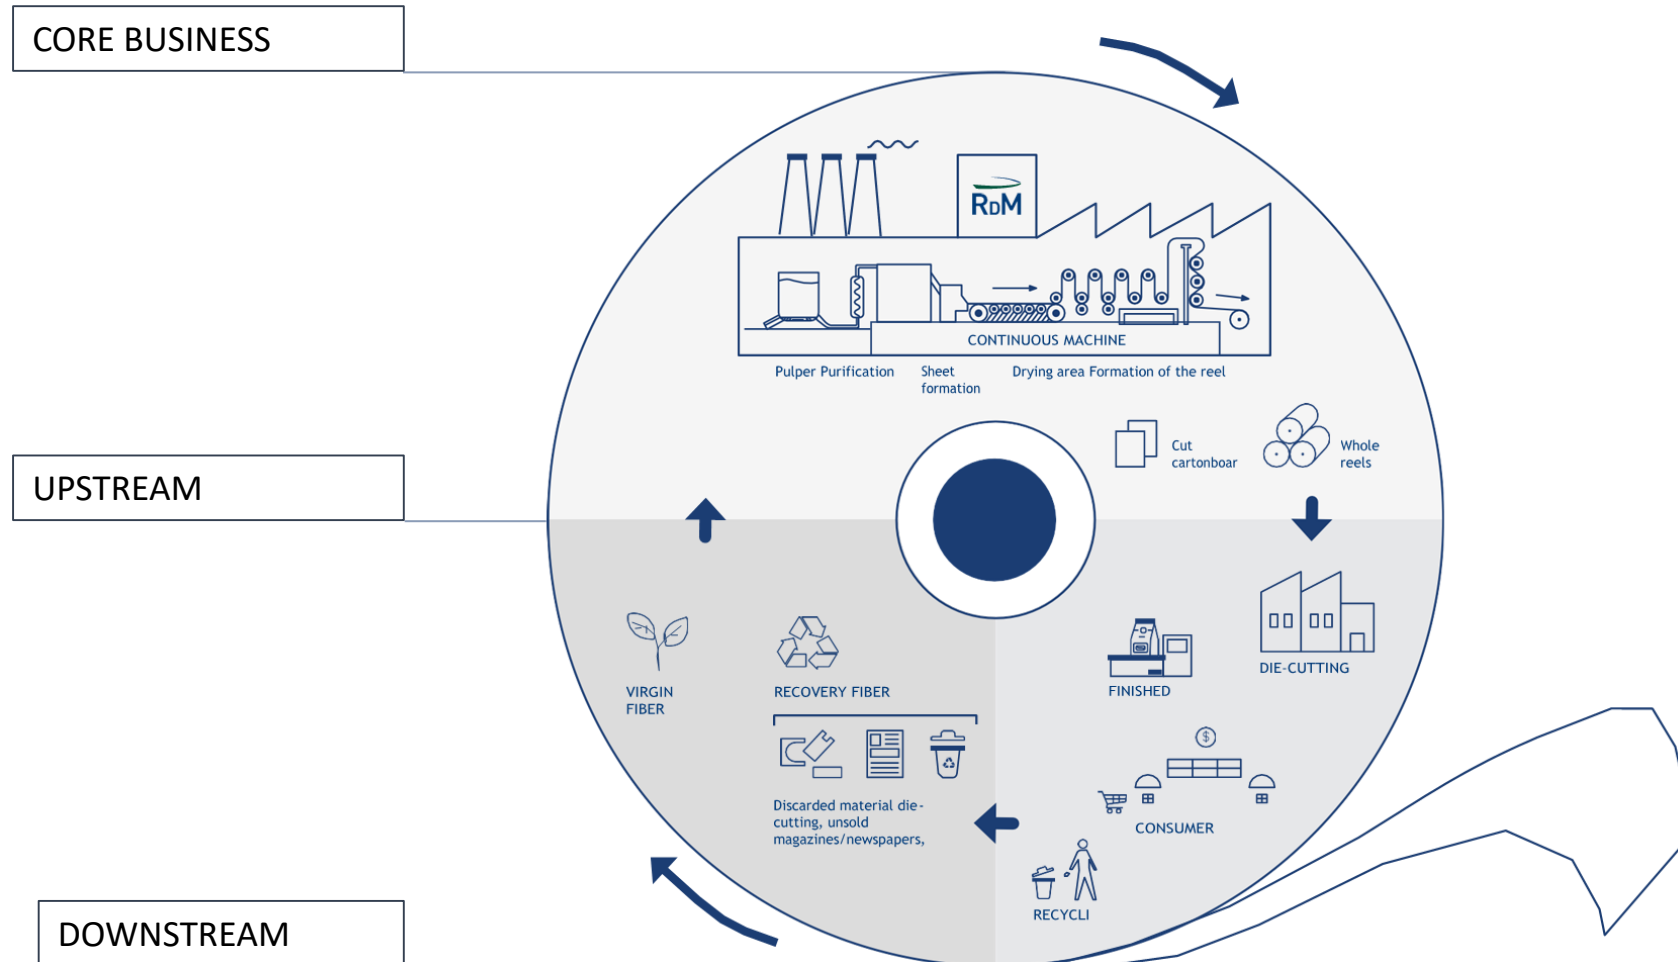 CORE BUSINESS
RDM
CONTINUOUS MACHINE
Pulper Purification
Sheet
formation
Drying area Formation of the reel
Cut
cartonboar
Whole
reels
UPSTREAM
VIRGIN
FIBER
RECOVERY FIBER
Discarded material die-
cutting, unsold
magazines/newspapers,
FINISHED
DIE-CUTTING
$
CONSUMER
RECYCLI
DOWNSTREAM